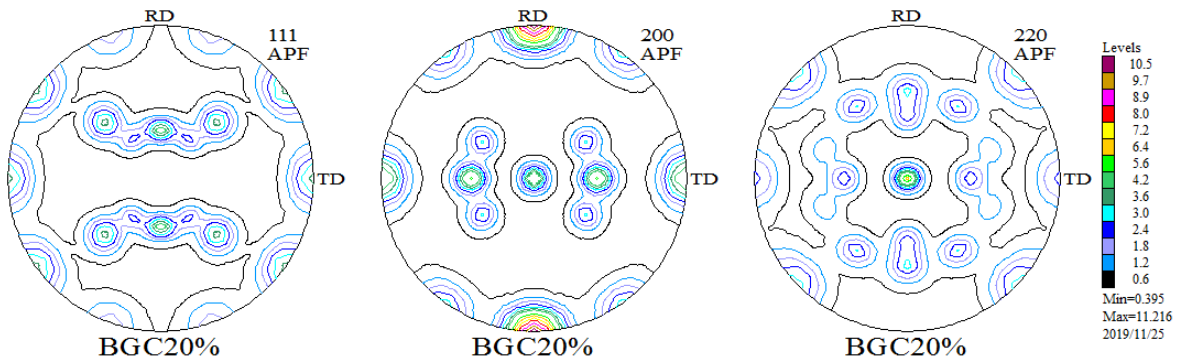 RD
111
APF
TD
BGC20%
RD
200
APF
TD
BGC20%
RD
220
APF
TD
BGC20%
Levels
10.5
9.7
8.9
8.0
7.2
6.4
5.6
4.2
3.6
3.0
2.4
1.8
1.2
0.6
Min=0.395
Max=11.216
2019/11/25